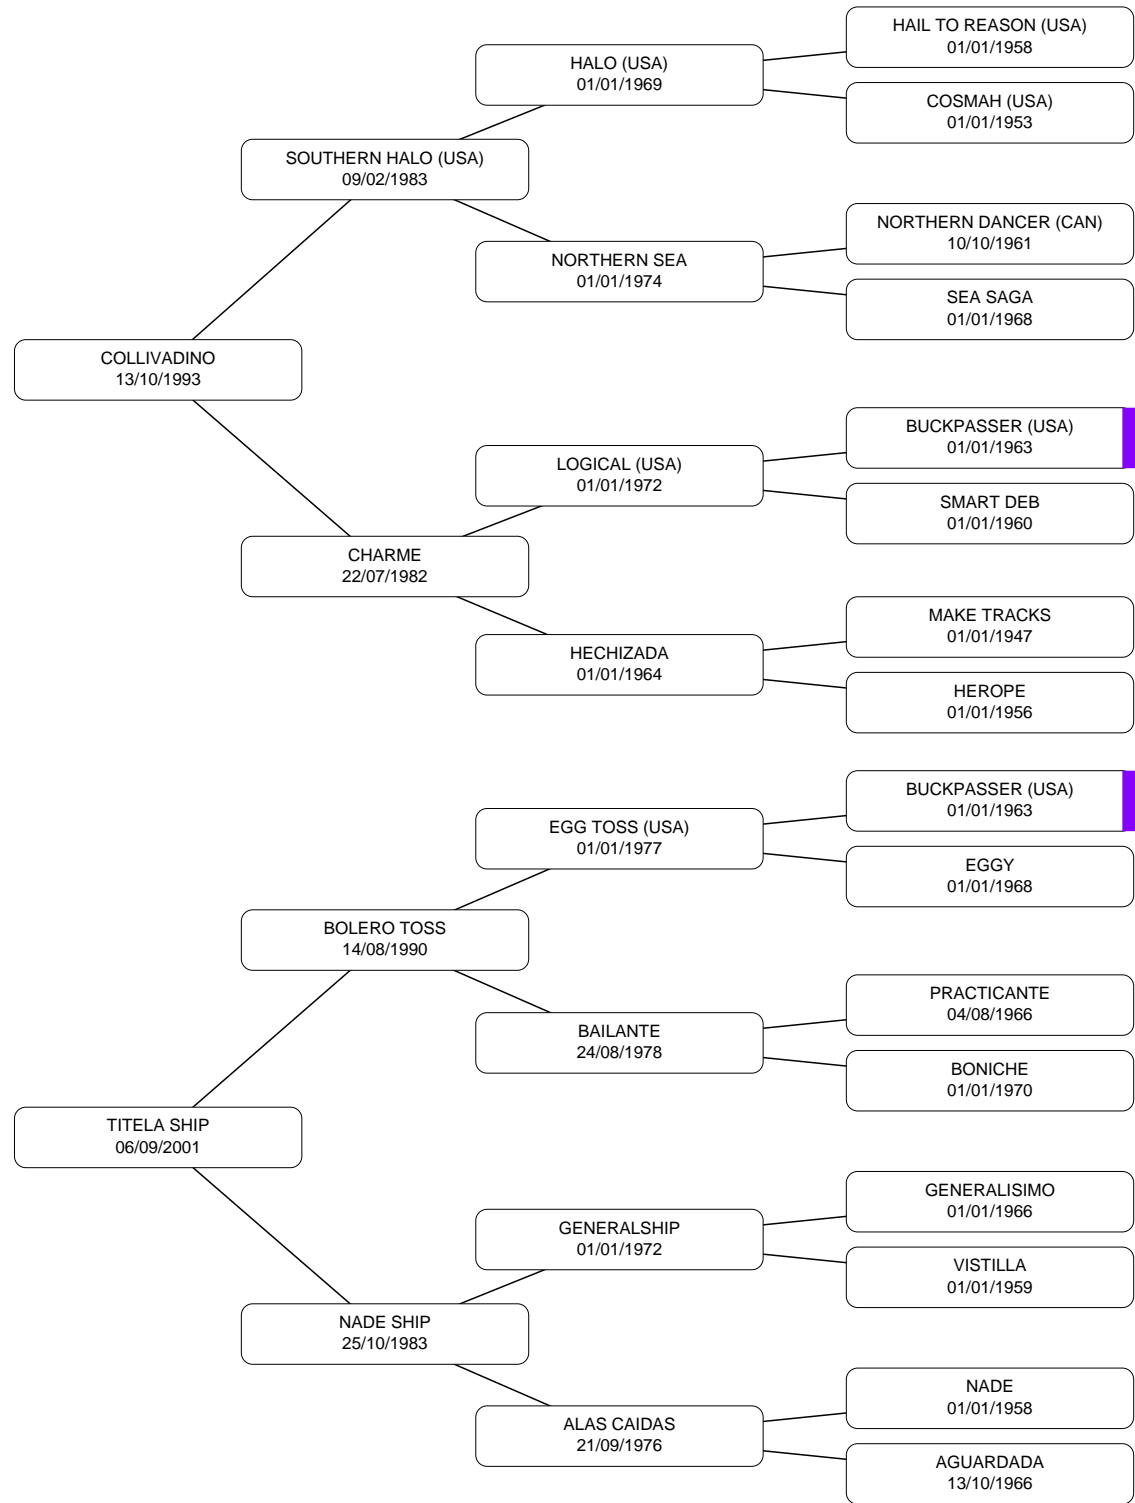 HAIL TO REASON (USA)
01/01/1958
HALO (USA)
01/01/1969
COSMAH (USA)
01/01/1953
SOUTHERN HALO (USA)
09/02/1983
NORTHERN DANCER (CAN)
10/10/1961
NORTHERN SEA
01/01/1974
SEA SAGA
01/01/1968
COLLIVADINO
13/10/1993
BUCKPASSER (USA)
01/01/1963
LOGICAL (USA)
01/01/1972
SMART DEB
01/01/1960
CHARME
22/07/1982
MAKE TRACKS
01/01/1947
HECHIZADA
01/01/1964
HEROPE
01/01/1956
BUCKPASSER (USA)
01/01/1963
EGG TOSS (USA)
01/01/1977
EGGY
01/01/1968
BOLERO TOSS
14/08/1990
PRACTICANTE
04/08/1966
BAILANTE
24/08/1978
BONICHE
01/01/1970
TITELA SHIP
06/09/2001
GENERALISIMO
01/01/1966
GENERALSHIP
01/01/1972
VISTILLA
01/01/1959
NADE SHIP
25/10/1983
NADE
01/01/1958
ALAS CAIDAS
21/09/1976
AGUARDADA
13/10/1966